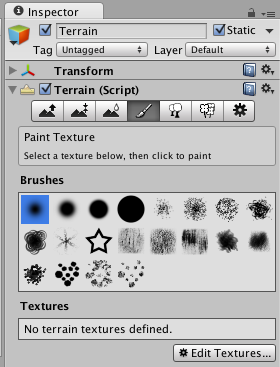 Inspector
Terrain
Static
Tag Untagged Layer Default
Transform
Terrain (Script)
Paint Texture
Select a texture below, then click to paint
Brushes
Textures
No terrain textures defined.
Edit Textures...